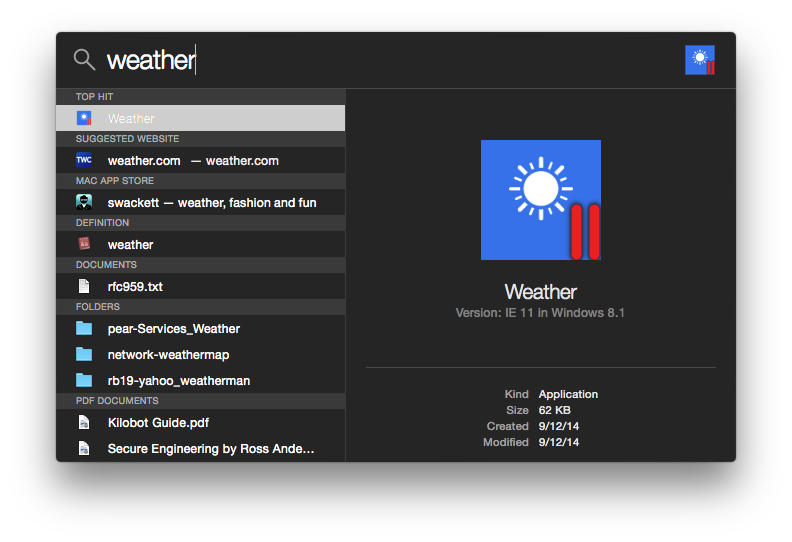 weather
TOP HIT
Weather
SUGGESTED WEBSITE
TWC
weather.com — weather.com
MAC APP STORE
swackett — weather, fashion and fun
DEFINITION
weather
DOCUMENTS
rfc959.txt
FOLDERS
pear-Services_Weather
network-weathermap
rb19-yahoo_weatherman
PDF DOCUMENTS
Kilobot Guide.pdf
Secure Engineering by Ross Ande…
Weather
Version: IE 11 in Windows 8.1
Kind Application
Size 62 KB
Created 9/12/14
Modified 9/12/14